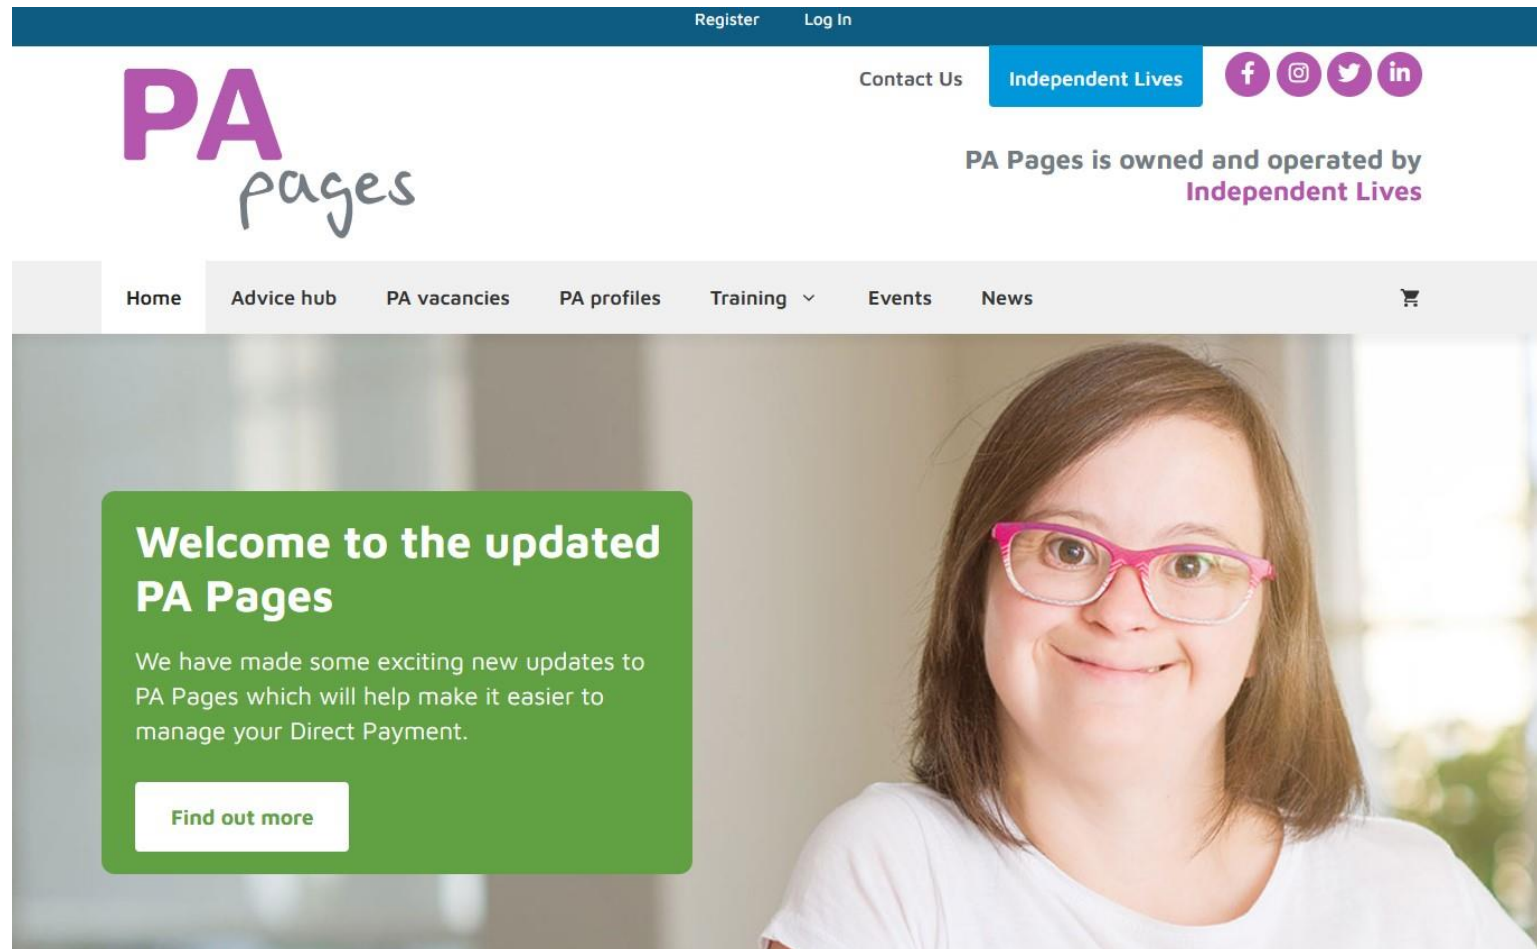 Register Log In
PA
pages
Contact Us Independent Lives
PA Pages is owned and operated by
Independent Lives
Home Advice hub PA vacancies PA profiles Training Events News
Welcome to the updated
PA Pages
We have made some exciting new updates to
PA Pages which will help make it easier to
manage your Direct Payment.
Find out more